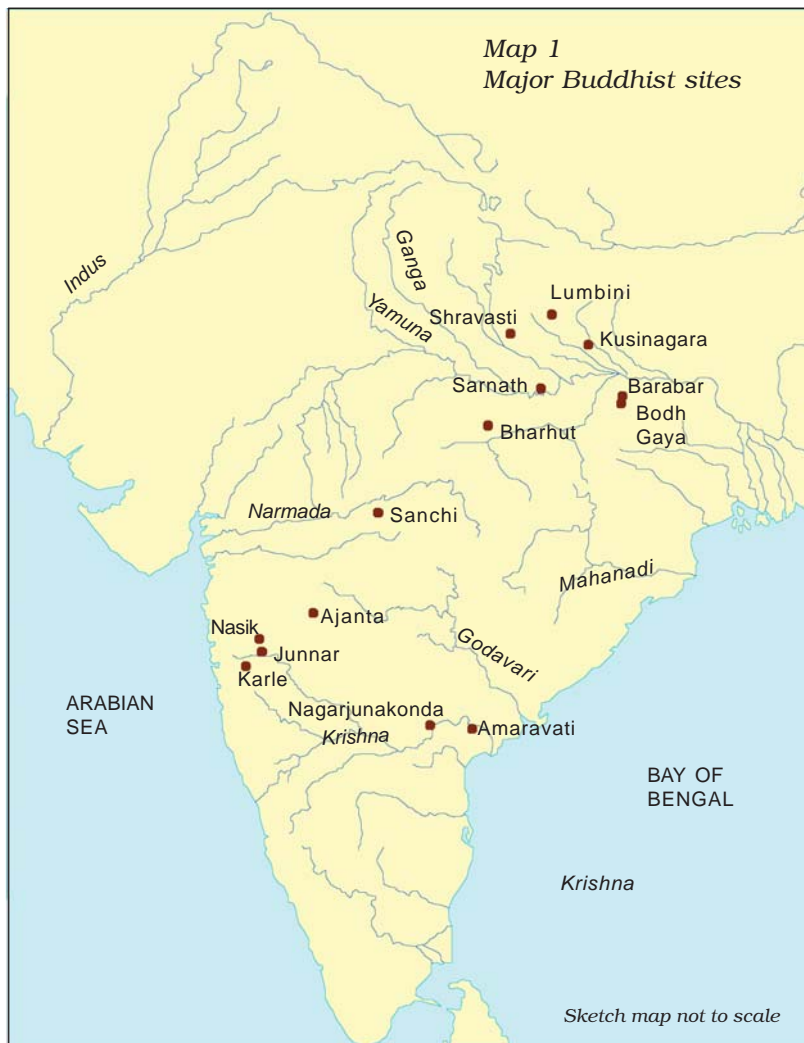 Map 1
Major Buddhist sites
Indus
Ganga
Yamuna
Lumbini
Shravasti
Kusinagara
Sarnath
Barabar
Bodh
Gaya
Bharhut
Narmada
Sanchi
Mahanadi
Ajanta
Nasik
Junnar
Karle
Godavari
ARABIAN
SEA
Nagarjunakonda
Krishna
Amaravati
BAY OF
BENGAL
Krishna
Sketch map not to scale